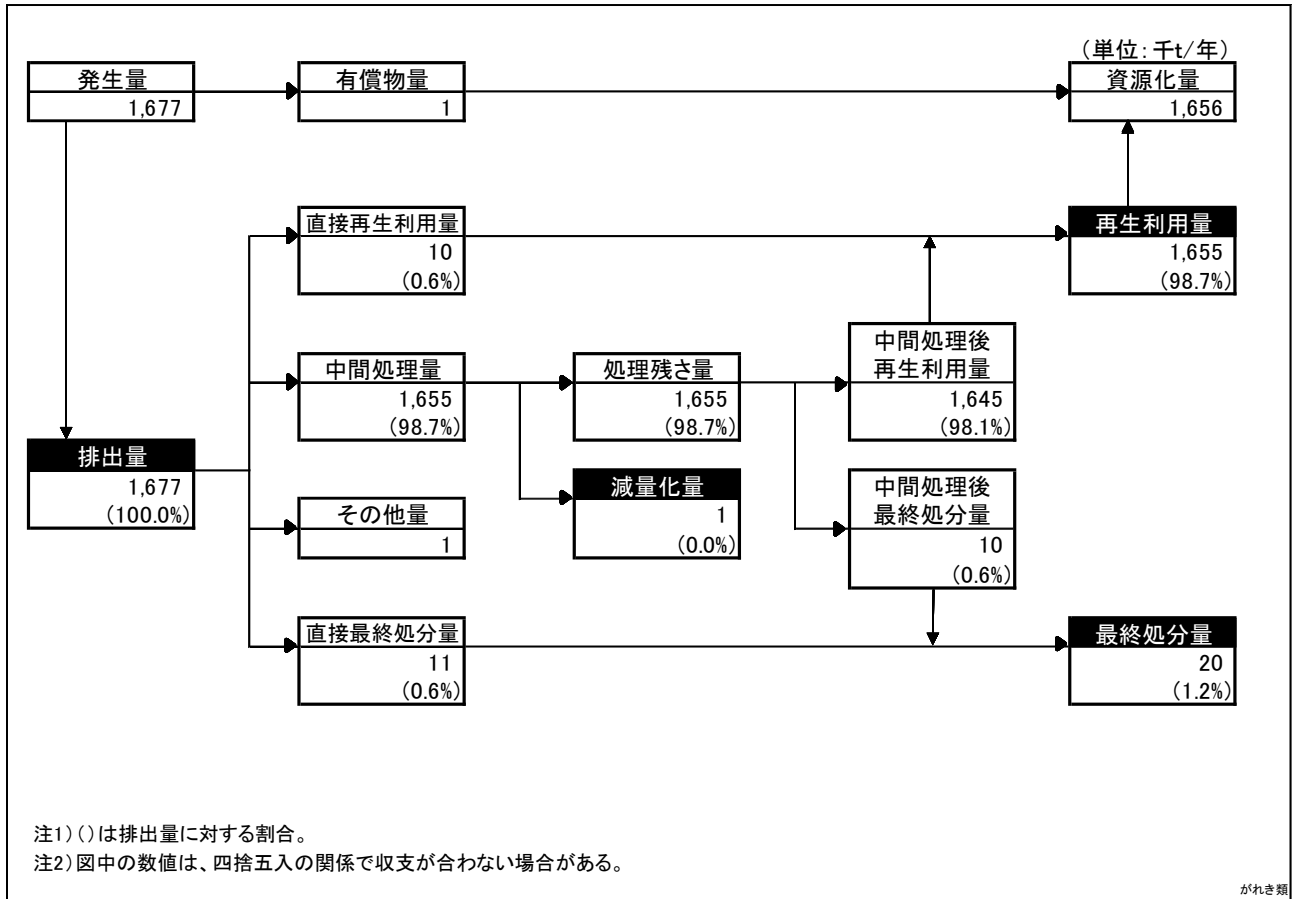 (単位:千t/年)
発生量
1,677
有償物量
1
資源化量
1,656
直接再生利用量
10
(0.6%)
再生利用量
1,655
(98.7%)
中間処理量
1,655
(98.7%)
処理残さ量
1,655
(98.7%)
中間処理後
再生利用量
1,645
(98.1%)
排出量
1,677
(100.0%)
減量化量
1
(0.0%)
中間処理後
最終処分量
10
(0.6%)
その他量
1
直接最終処分量
11
(0.6%)
最終処分量
20
(1.2%)
注1)()は排出量に対する割合。
注2)図中の数値は、四捨五入の関係で収支が合わない場合がある。
がれき類